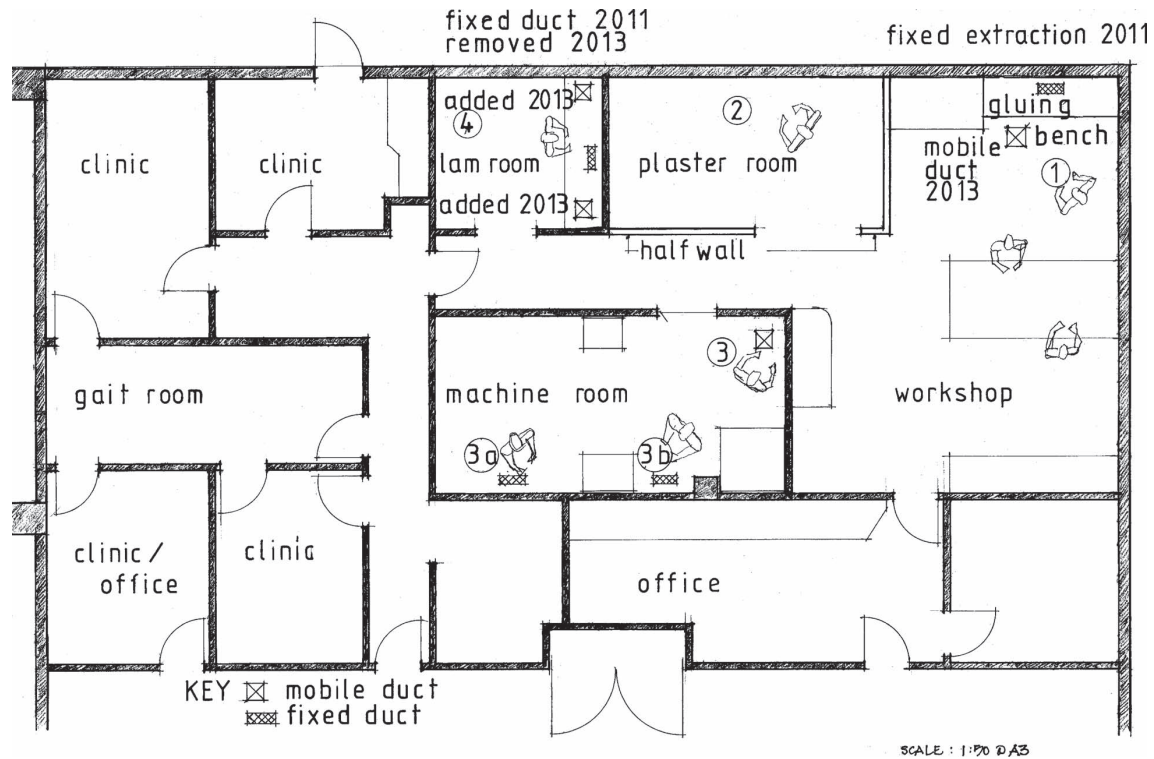 fixed duct 2011
removed 2013
fixed extraction 2011
added 2013
4
lam room
added 2013
clinic
clinic
2
plaster room
gluing
bench
mobile
duct
2013
1
half wall
gait room
machine room
3
3a
3b
workshop
clinic /
office
clinic
office
KEY mobile duct
fixed duct
SCALE : 1:50 @ A3